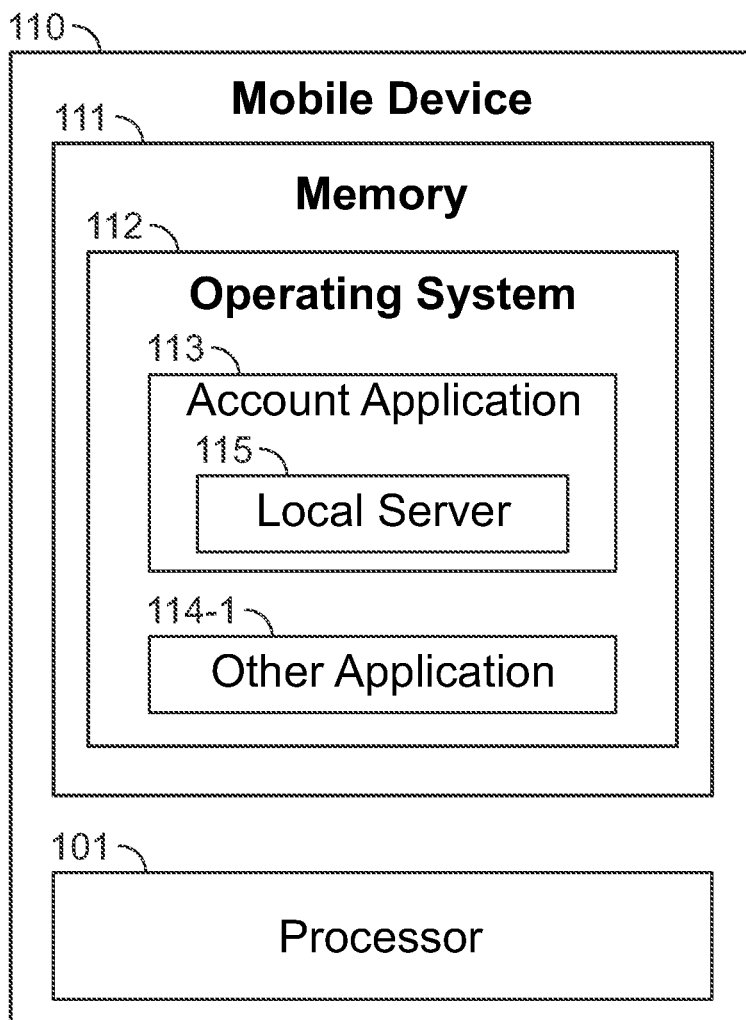 110
Mobile Device
111
Memory
112
Operating System
113
Account Application
115
Local Server
114-1
Other Application
101
Processor